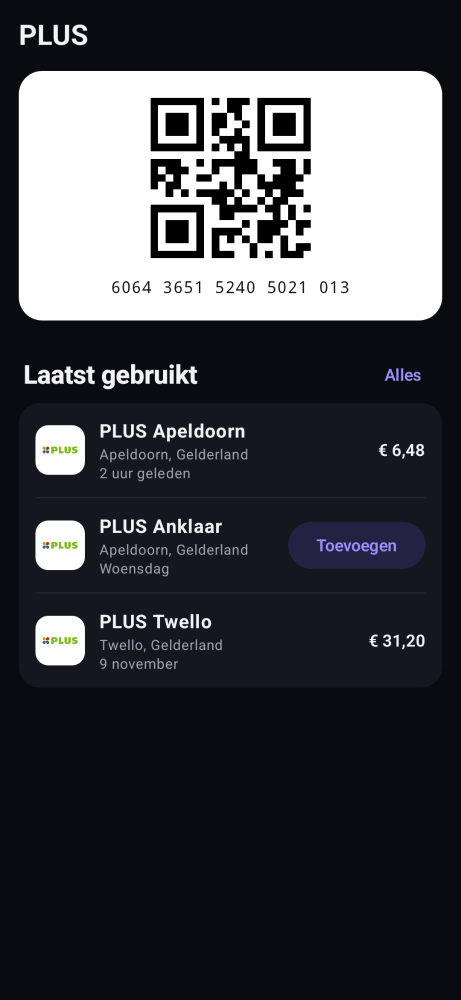 PLUS
6064 3651 5240 5021 013
Laatst gebruikt
Alles
PLUS
PLUS Apeldoorn
Apeldoorn, Gelderland
2 uur geleden
€ 6,48
PLUS
PLUS Anklaar
Apeldoorn, Gelderland
Woensdag
Toevoegen
PLUS
PLUS Twello
Twello, Gelderland
9 november
€ 31,20